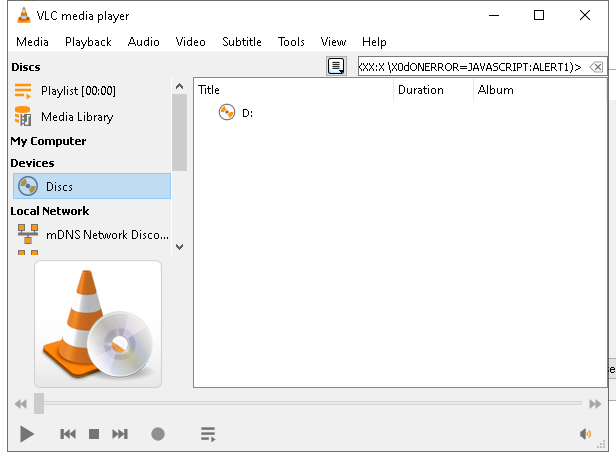 VLC media player
Media Playback Audio Video Subtitle Tools View Help
Discs
XX:X \X0dONERROR=JAVASCRIPT:ALERT1)>
Playlist [00:00]
Media Library
My Computer
Devices
Discs
Local Network
mDNS Network Disco...
Title Duration Album
D: